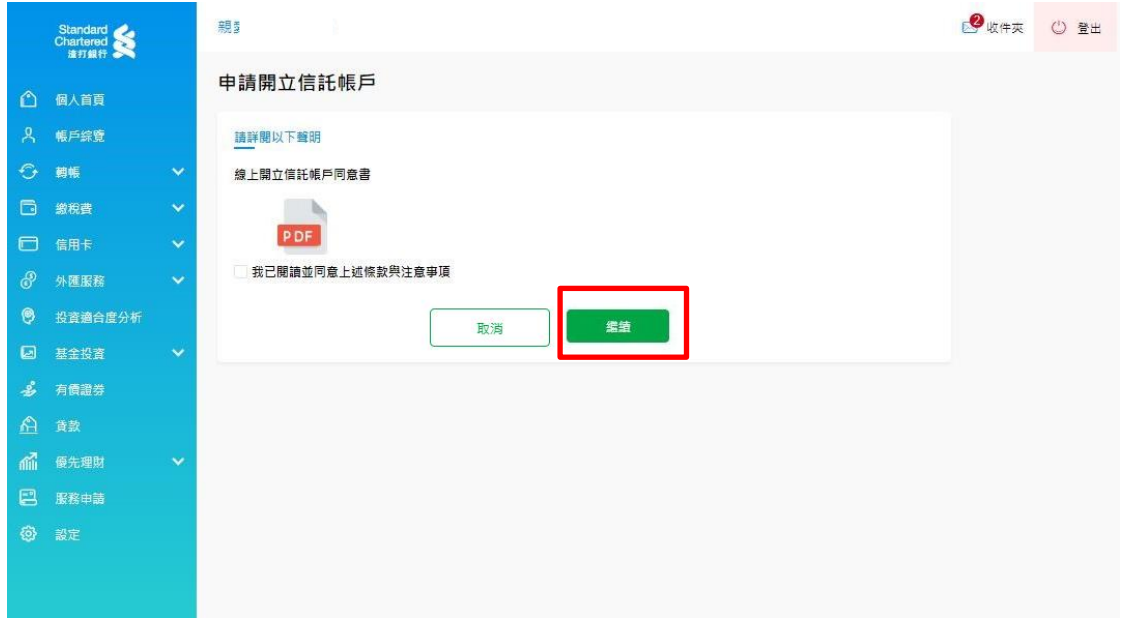 Standard
Chartered
渣打銀行
親
2
收件夾
登出
申請開立信託帳戶
個人首頁
帳戶綜覽
轉帳
繳稅費
信用卡
外匯服務
投資適合度分析
基金投資
有價證券
貸款
優先理財
服務申請
設定
請詳閱以下聲明
線上開立信託帳戶同意書
PDF
我已閱讀並同意上述條款與注意事項
取消
繼續